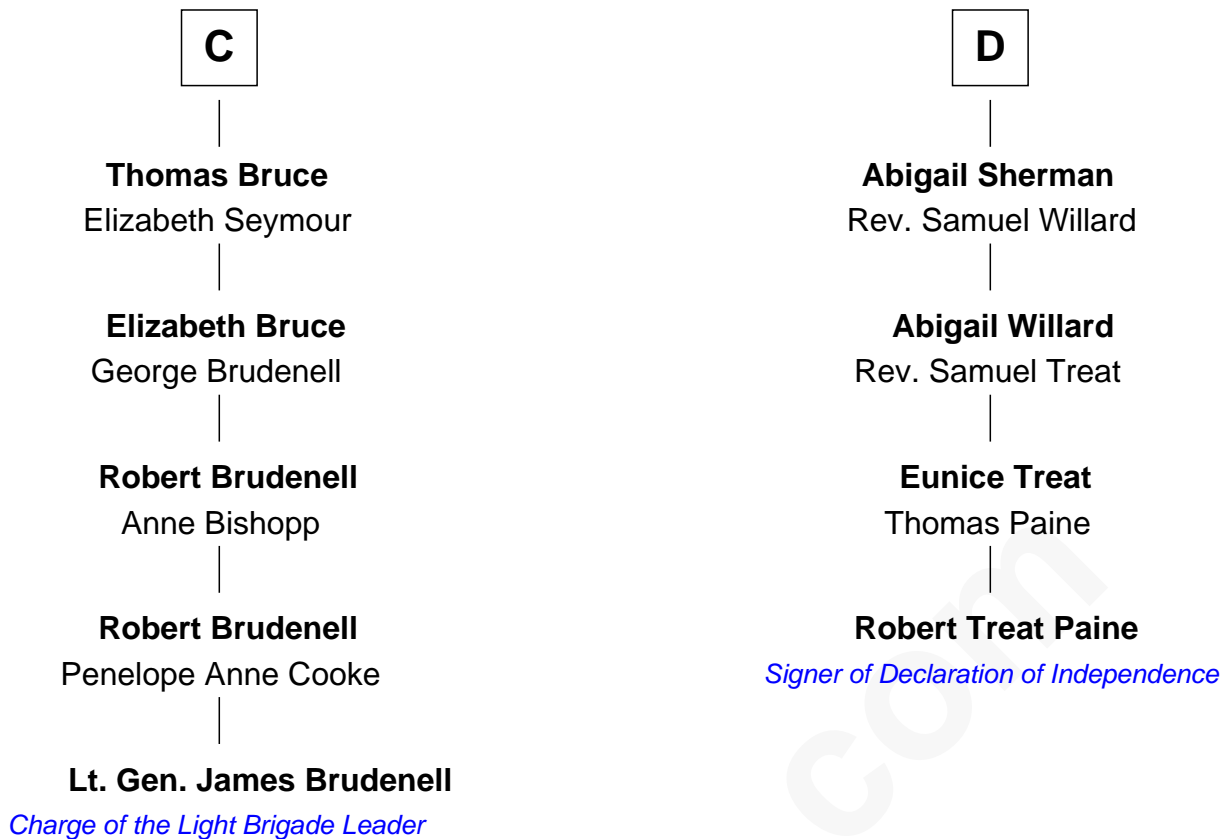 C
Thomas Bruce
Elizabeth Seymour
Elizabeth Bruce
George Brudenell
Robert Brudenell
Anne Bishopp
Robert Brudenell
Penelope Anne Cooke
Lt. Gen. James Brudenell
Charge of the Light Brigade Leader
D
Abigail Sherman
Rev. Samuel Willard
Abigail Willard
Rev. Samuel Treat
Eunice Treat
Thomas Paine
Robert Treat Paine
Signer of Declaration of Independence
com